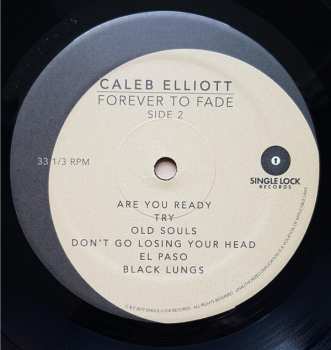 CALEB ELLIOTT
FOREVER TO FADE
SIDE 2
33 1/3 RPM
1
SINGLE LOCK
RECORDS
ARE YOU READY
TRY
OLD SOULS
DON'T GO LOSING YOUR HEAD
EL PASO
BLACK LUNGS